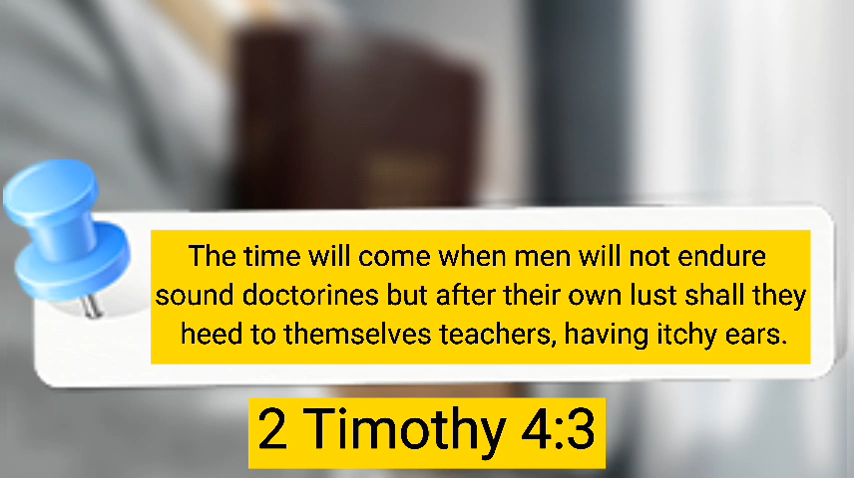 The time will come when men will not endure
sound doctorines but after their own lust shall they
heed to themselves teachers, having itchy ears.
2 Timothy 4:3